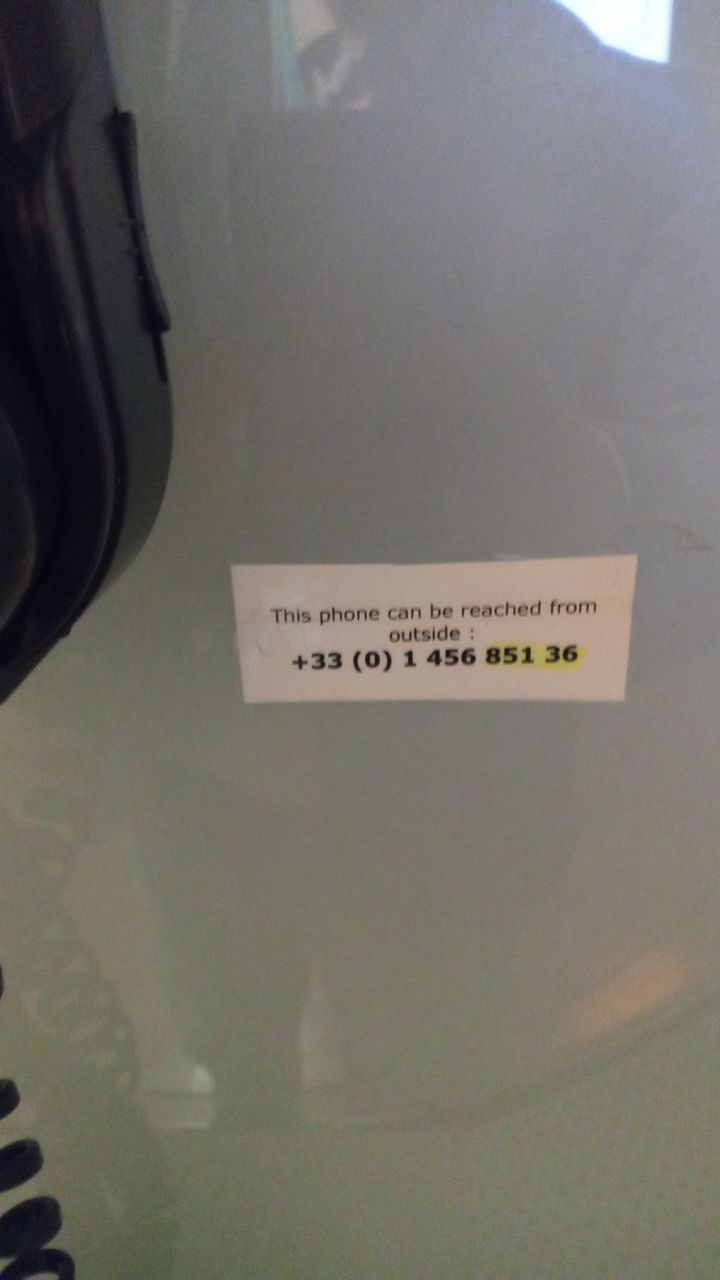 This phone can be reached from
outside :
+33 (0) 1 456 851 36